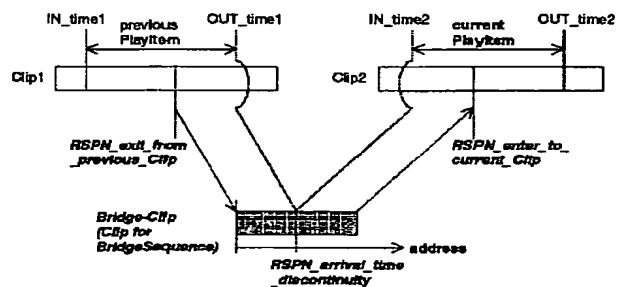 IN_time1
previous
PlayItem
OUT_time1
IN_time2
current
PlayItem
OUT_time2
Clip1
Clip2
RSPN_exit_from
_previous_Clip
RSPN_enter_to_
current_Clip
Bridge-Clip
(Clip for
BridgeSequence)
address
RSPN_arrival_time
_discontinuity